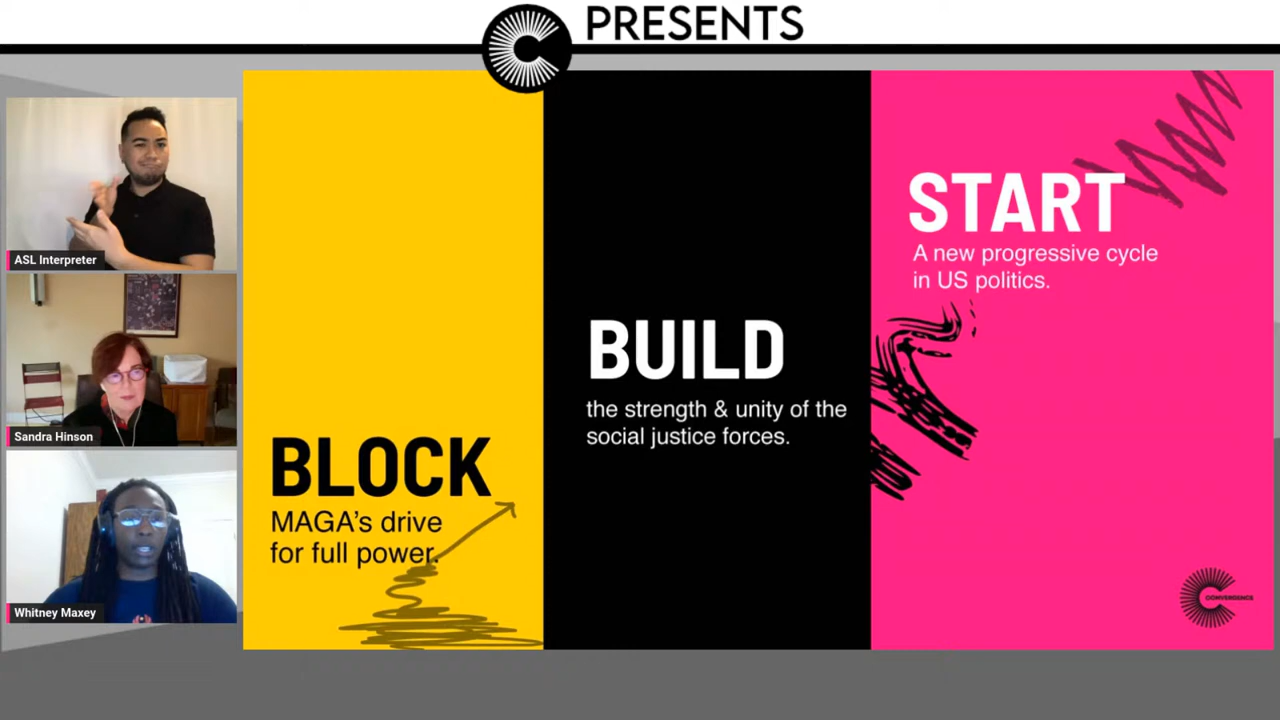 PRESENTS
ASL Interpreter
Sandra Hinson
Whitney Maxey
BLOCK
MAGA's drive
for full power.
BUILD
the strength & unity of the
social justice forces.
START
A new progressive cycle
in US politics.
CONVERGENCE